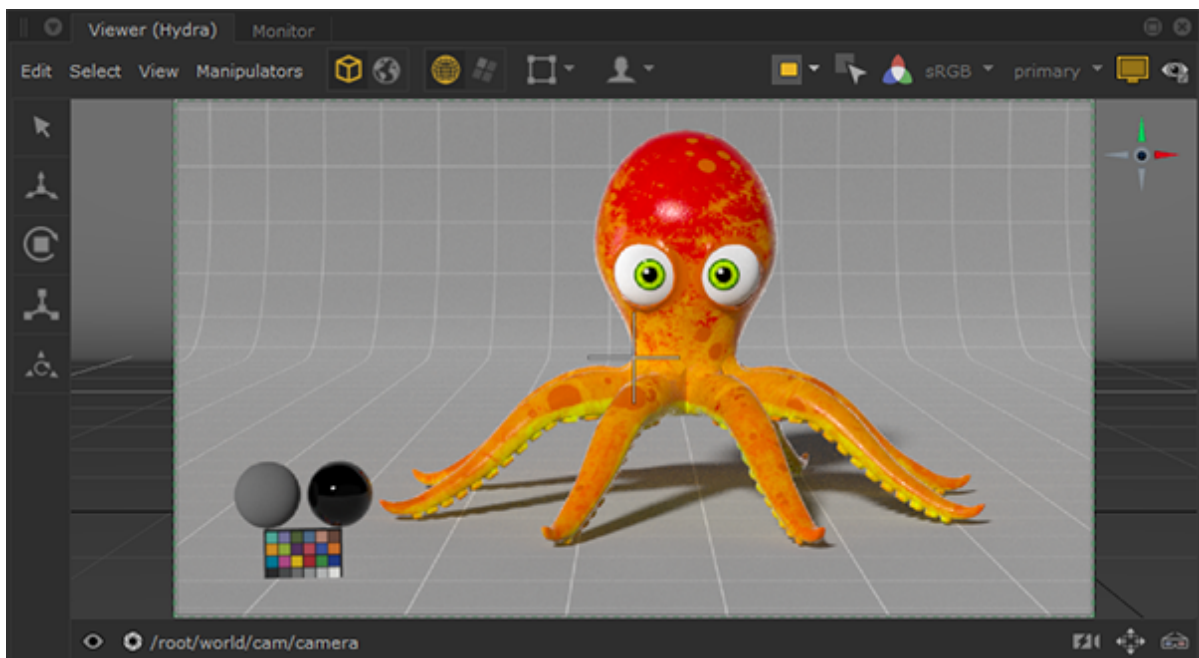 Viewer (Hydra) Monitor
Edit Select View Manipulators sRGB primary
/root/world/cam/camera